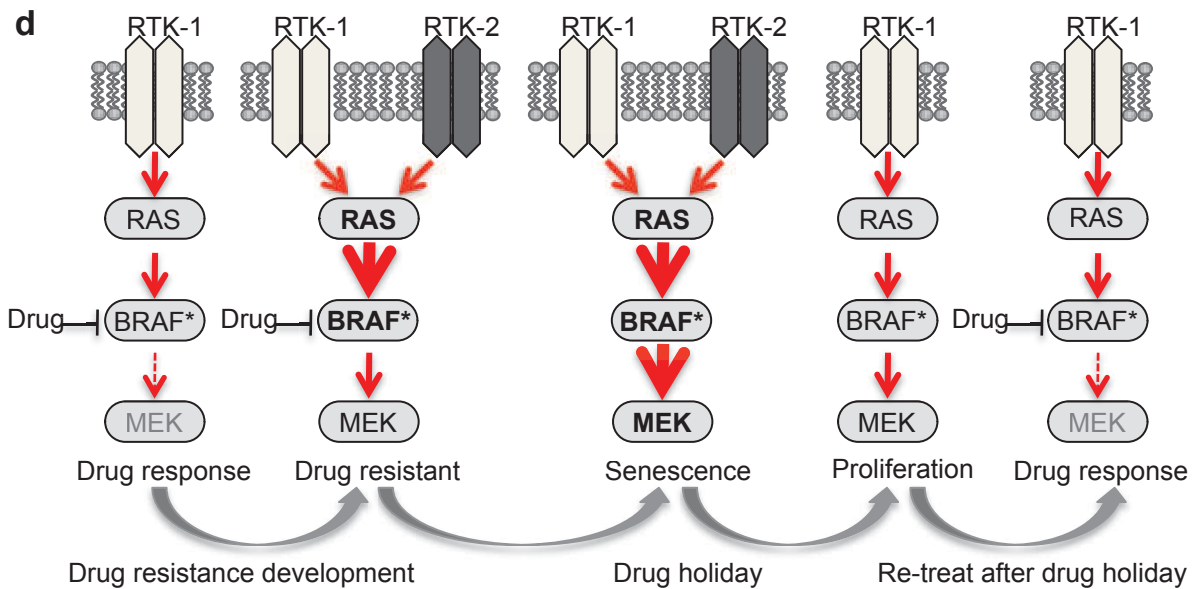 d
RTK-1 RTK-1 RTK-2 RTK-1 RTK-2 RTK-1 RTK-1
RAS RAS RAS RAS RAS
Drug BRAF* Drug BRAF* BRAF* BRAF* Drug BRAF*
MEK MEK MEK MEK MEK
Drug response Drug resistant Senescence Proliferation Drug response
Drug resistance development Drug holiday Re-treat after drug holiday